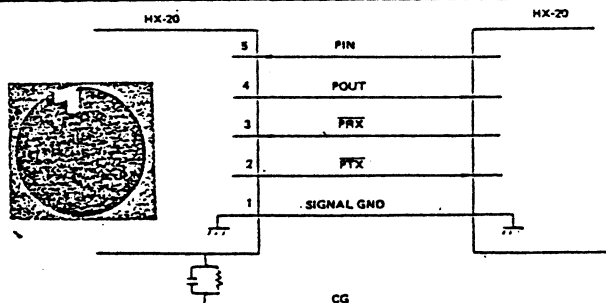 HX-20
HX-20
5 PIN
4 POUT
3 PRX
2 PTX
1 SIGNAL GND
CG